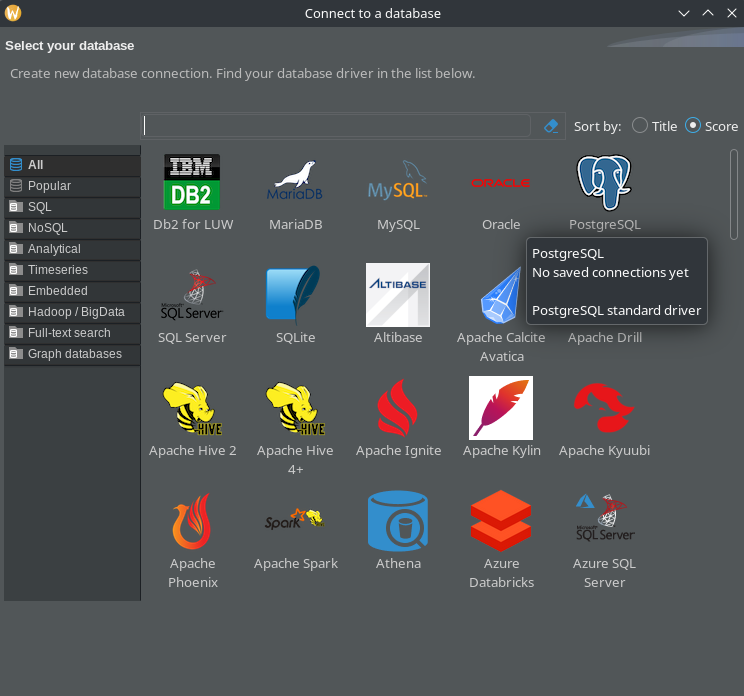 Connect to a database
Select your database
Create new database connection. Find your database driver in the list below.
Sort by: Title Score
All
Popular
SQL
NoSQL
Analytical
Timeseries
Embedded
Hadoop / BigData
Full-text search
Graph databases
IBM
DB2
MariaDB
MySQL
ORACLE
Db2 for LUW
MariaDB
MySQL
Oracle
PostgreSQL
PostgreSQL
No saved connections yet
PostgreSQL standard driver
Microsoft
SQL Server
ALTIBASE
SQL Server
SQLite
Altibase
Apache Calcite
Avatica
Apache Drill
HIVE
HIVE
Apache Hive 2
Apache Hive
4+
Apache Ignite
Apache Kylin
Apache Kyuubi
Spark
Microsoft
SQL Server
Apache
Phoenix
Apache Spark
Athena
Azure
Databricks
Azure SQL
Server